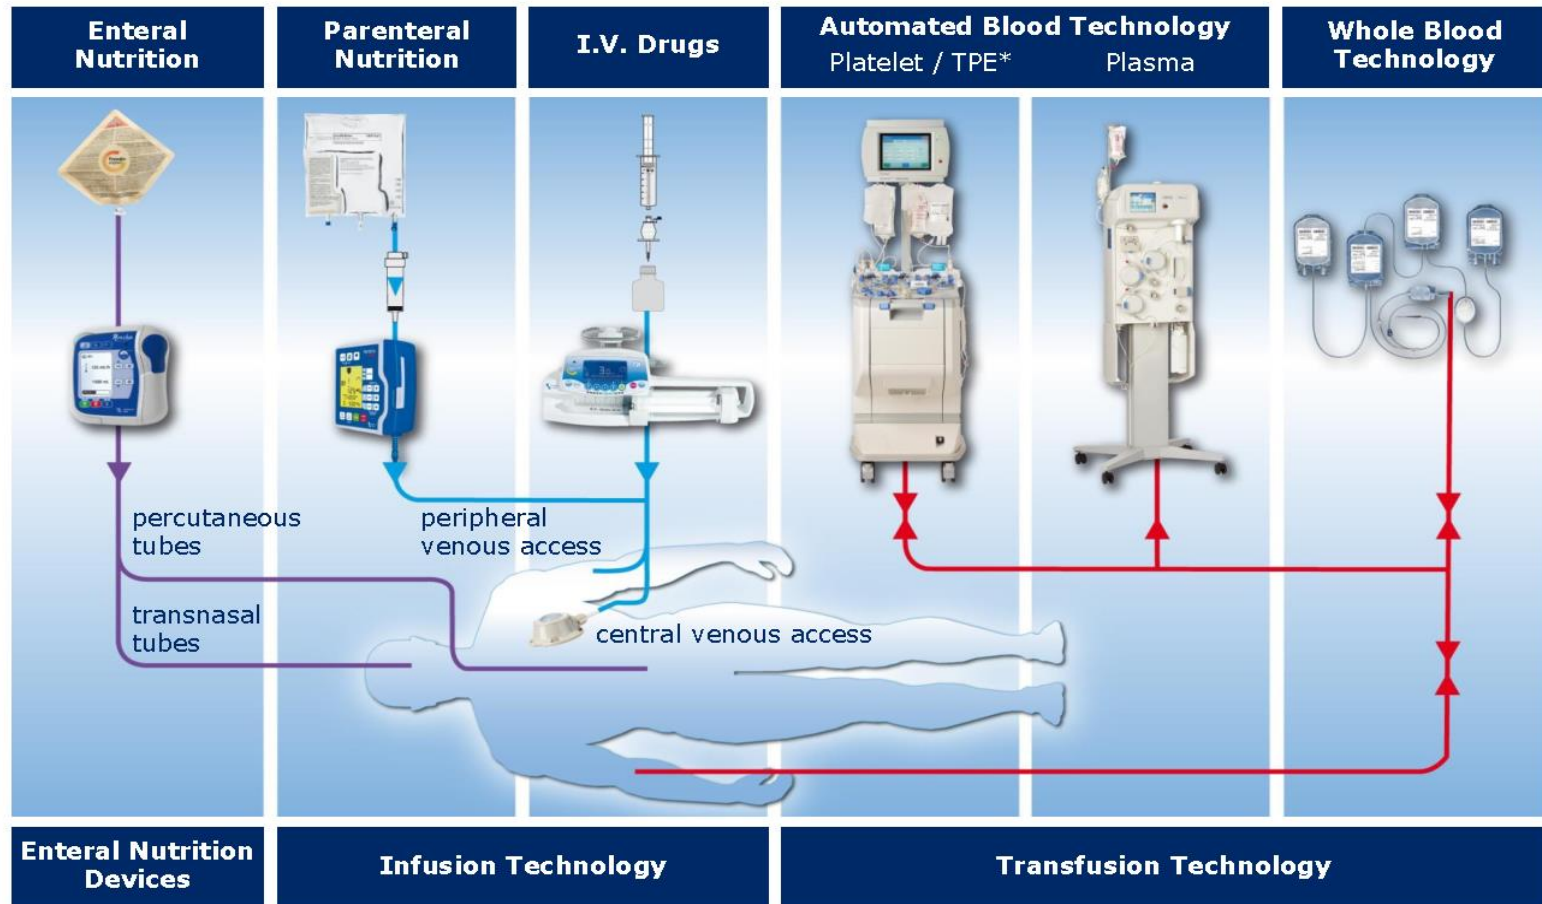 Enteral
Nutrition
Parenteral
Nutrition
I.V. Drugs
Automated Blood Technology
Platelet / TPE*
Plasma
Whole Blood
Technology
percutaneous
tubes
transnasal
tubes
peripheral
venous access
central venous access
Enteral Nutrition
Devices
Infusion Technology
Transfusion Technology